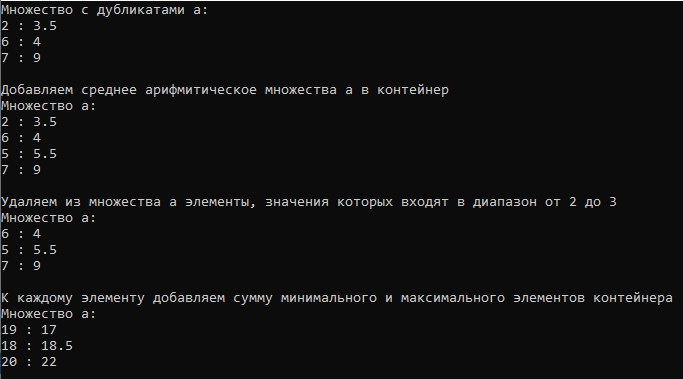 Множество с дубликатами a:
2 : 3.5
6 : 4
7 : 9
Добавляем среднее арифмитическое множества a в контейнер
Множество a:
2 : 3.5
6 : 4
5 : 5.5
7 : 9
Удаляем из множества a элементы, значения которых входят в диапазон от 2 до 3
Множество a:
6 : 4
5 : 5.5
7 : 9
К каждому элементу добавляем сумму минимального и максимального элементов контейнера
Множество a:
19 : 17
18 : 18.5
20 : 22